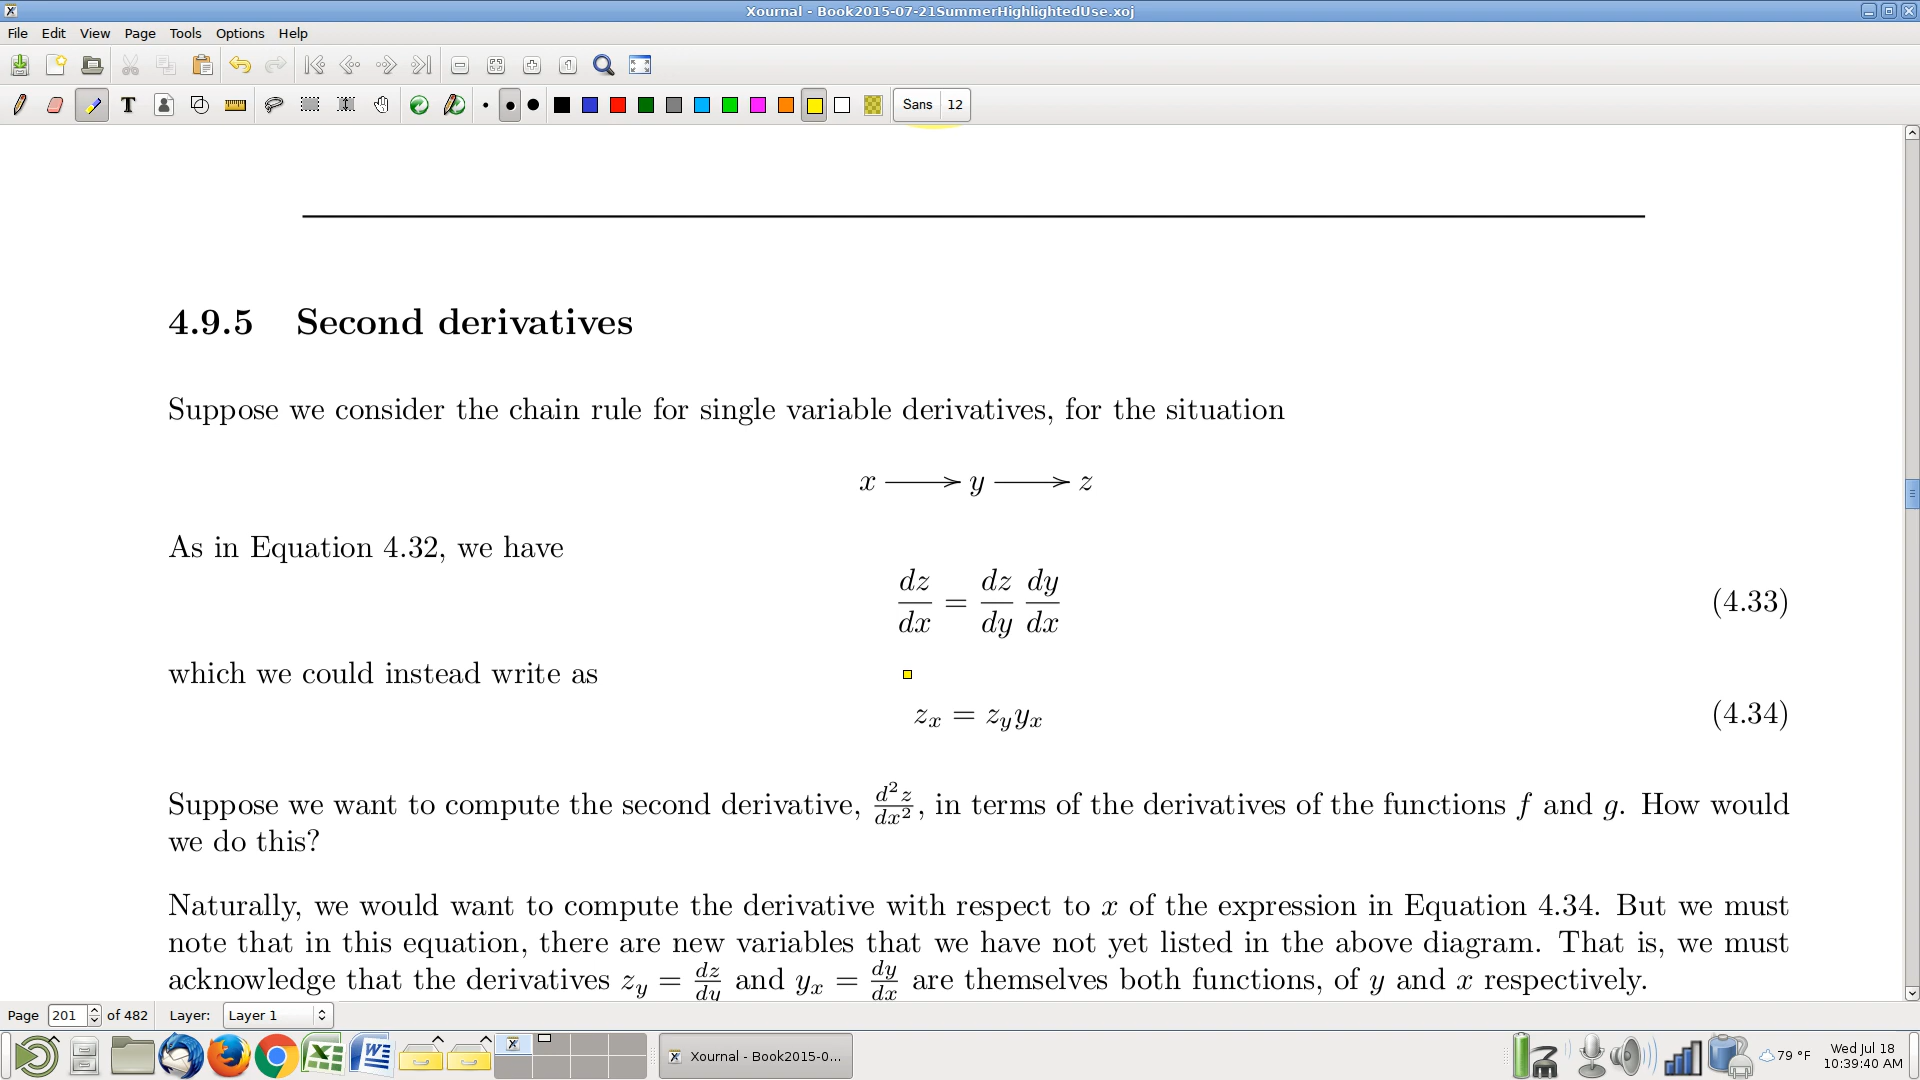 Xournal - Book2015-07-21SummerHighlightedUse.xoj
File Edit View Page Tools Options Help
T Sans 12
4.9.5 Second derivatives
Suppose we consider the chain rule for single variable derivatives, for the situation
x ⟶ y ⟶ z
As in Equation 4.32, we have
dz/dx = dz/dy dy/dx (4.33)
which we could instead write as
z_x = z_y y_x (4.34)
Suppose we want to compute the second derivative, d²z/dx², in terms of the derivatives of the functions f and g. How would
we do this?
Naturally, we would want to compute the derivative with respect to x of the expression in Equation 4.34. But we must
note that in this equation, there are new variables that we have not yet listed in the above diagram. That is, we must
acknowledge that the derivatives z_y = dz/dy and y_x = dy/dx are themselves both functions, of y and x respectively.
Page 201 of 482 Layer: Layer 1
Xournal - Book2015-0...
79 °F
Wed Jul 18
10:39:40 AM